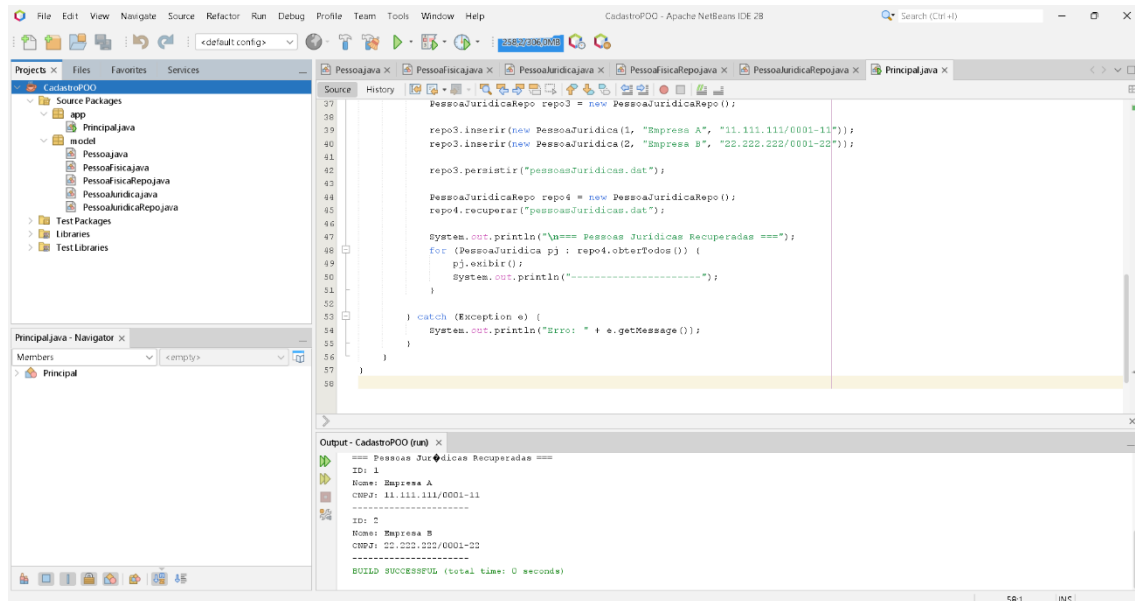 File Edit View Navigate Source Refactor Run Debug Profile Team Tools Window Help CadastroPOO - Apache NetBeans IDE 28 Search (Ctrl+I)
<default config> 258,2/306,0MB
Projects Files Favorites Services
Pessoa.java PessoaFisica.java PessoaJuridica.java PessoaFisicaRepo.java PessoaJuridicaRepo.java Principal.java
Source History
CadastroPOO
Source Packages
app
Principal.java
model
Pessoa.java
PessoaFisica.java
PessoaFisicaRepo.java
PessoaJuridica.java
PessoaJuridicaRepo.java
Test Packages
Libraries
Test Libraries
37 PessoaJuridicaRepo repo3 = new PessoaJuridicaRepo();
38
39 repo3.inserir(new PessoaJuridica(1, "Empresa A", "11.111.111/0001-11"));
40 repo3.inserir(new PessoaJuridica(2, "Empresa B", "22.222.222/0001-22"));
41
42 repo3.persistir("pessoasJuridicas.dat");
43
44 PessoaJuridicaRepo repo4 = new PessoaJuridicaRepo();
45 repo4.recuperar("pessoasJuridicas.dat");
46
47 System.out.println("\n=== Pessoas Jurídicas Recuperadas ===");
48 for (PessoaJuridica pj : repo4.obterTodos()) {
49 pj.exibir();
50 System.out.println("----------------------");
51 }
52
53 } catch (Exception e) {
54 System.out.println("Erro: " + e.getMessage());
55 }
56 }
57 }
58
Principal.java - Navigator
Members <empty>
Principal
Output - CadastroPOO (run)
=== Pessoas Jur�dicas Recuperadas ===
ID: 1
Nome: Empresa A
CNPJ: 11.111.111/0001-11
----------------------
ID: 2
Nome: Empresa B
CNPJ: 22.222.222/0001-22
----------------------
BUILD SUCCESSFUL (total time: 0 seconds)
58:1 INS